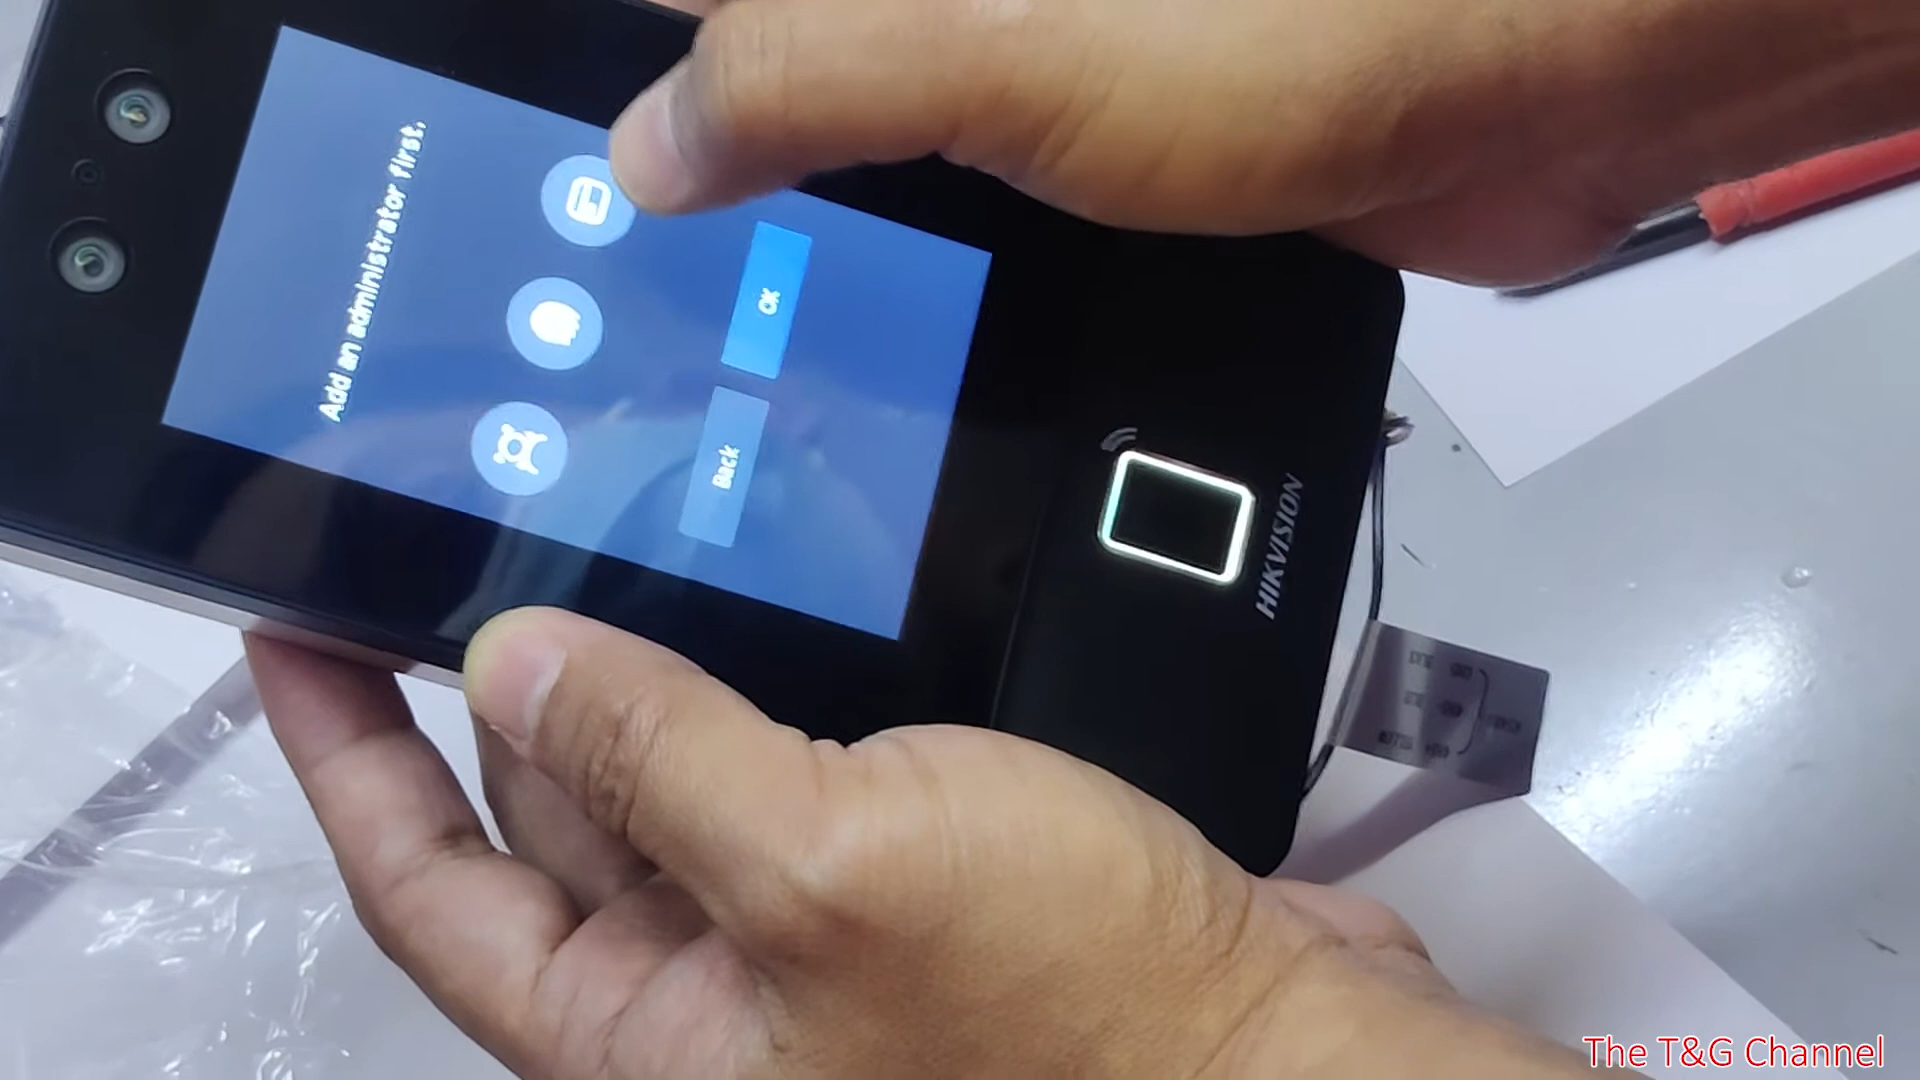 Add an administrator first.
Back
OK
HIKVISION
The T&G Channel